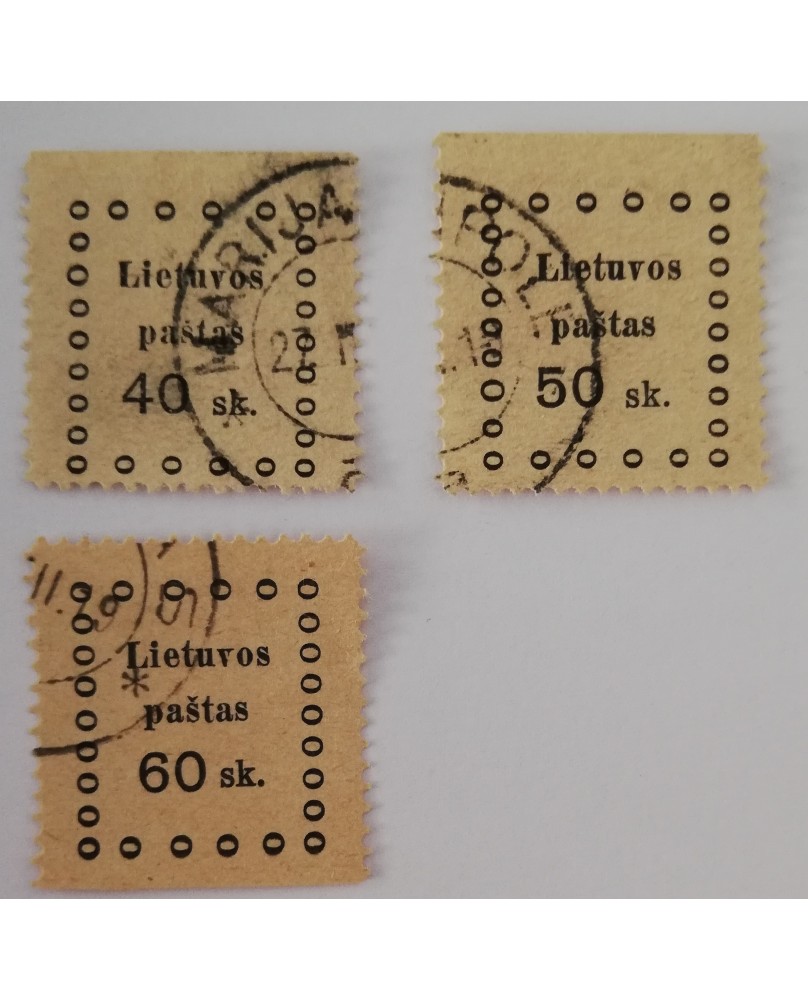 Lietuvos
paštas
40 sk.
Lietuvos
paštas
50 sk.
Lietuvos
paštas
60 sk.